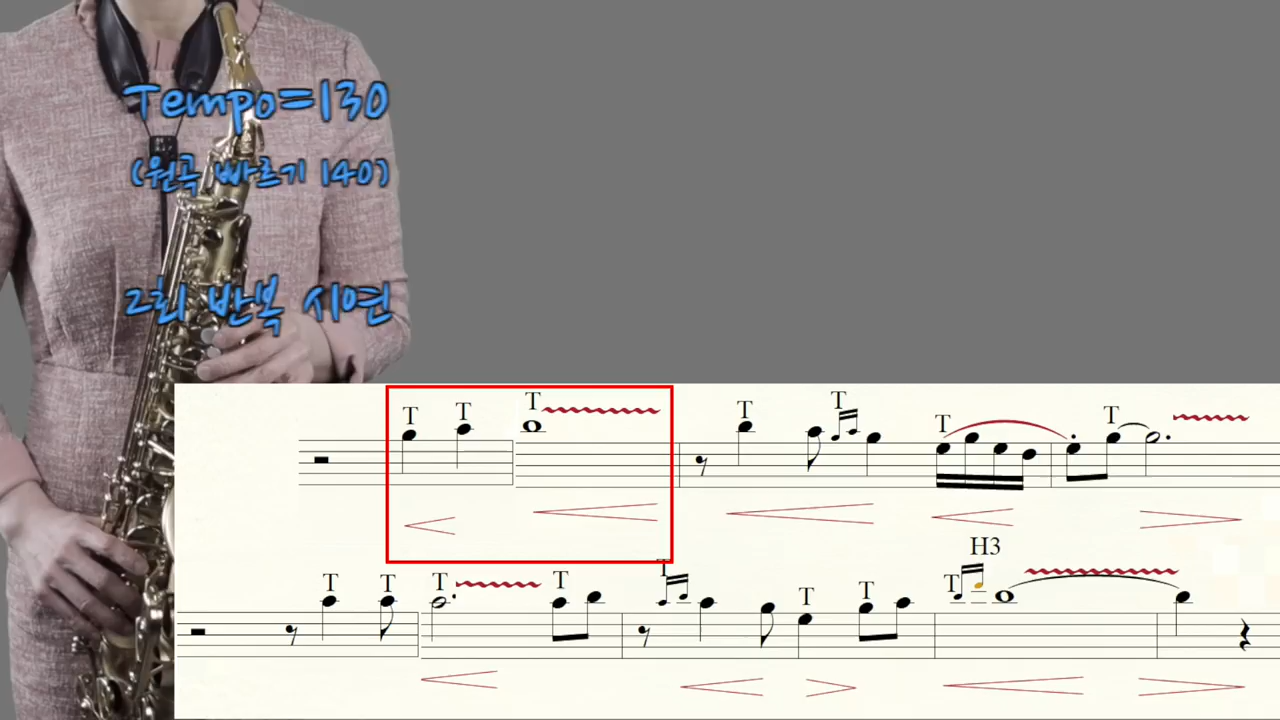 Tempo=130
(원곡 빠르기 140)
2회 반복 시연
T T T T T T T
H3
T T T T T T T T